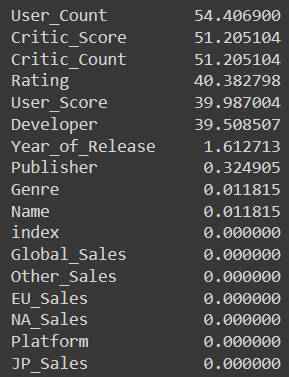 User_Count 54.406900
Critic_Score 51.205104
Critic_Count 51.205104
Rating 40.382798
User_Score 39.987004
Developer 39.508507
Year_of_Release 1.612713
Publisher 0.324905
Genre 0.011815
Name 0.011815
index 0.000000
Global_Sales 0.000000
Other_Sales 0.000000
EU_Sales 0.000000
NA_Sales 0.000000
Platform 0.000000
JP_Sales 0.000000